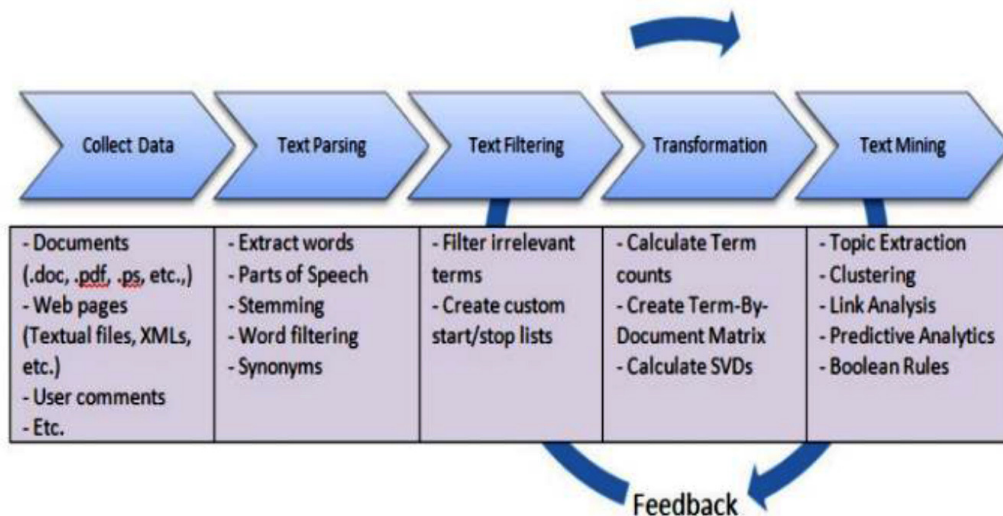 Collect Data
Text Parsing
Text Filtering
Transformation
Text Mining
- Documents
(.doc, .pdf, .ps, etc.,)
- Web pages
(Textual files, XMLs,
etc.)
- User comments
- Etc.
- Extract words
- Parts of Speech
- Stemming
- Word filtering
- Synonyms
- Filter irrelevant
terms
- Create custom
start/stop lists
- Calculate Term
counts
- Create Term-By-
Document Matrix
- Calculate SVDs
- Topic Extraction
- Clustering
- Link Analysis
- Predictive Analytics
- Boolean Rules
Feedback